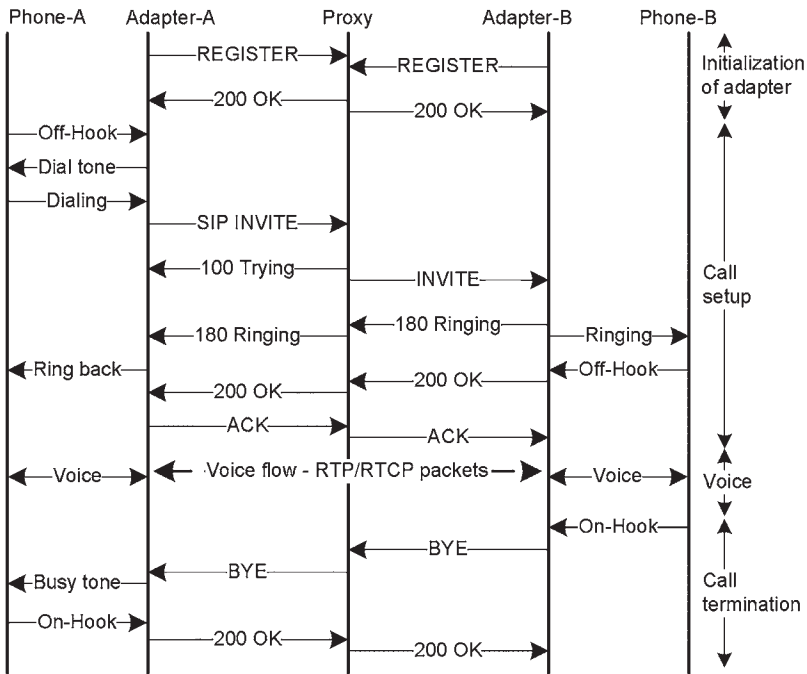 Phone-A Adapter-A Proxy Adapter-B Phone-B
REGISTER
REGISTER
Initialization
of adapter
200 OK
200 OK
Off-Hook
Dial tone
Dialing
SIP INVITE
100 Trying
INVITE
Call
setup
180 Ringing
180 Ringing
Ringing
Ring back
Off-Hook
200 OK
200 OK
ACK
ACK
Voice
Voice flow - RTP/RTCP packets
Voice
Voice
On-Hook
BYE
BYE
Busy tone
Call
termination
On-Hook
200 OK
200 OK